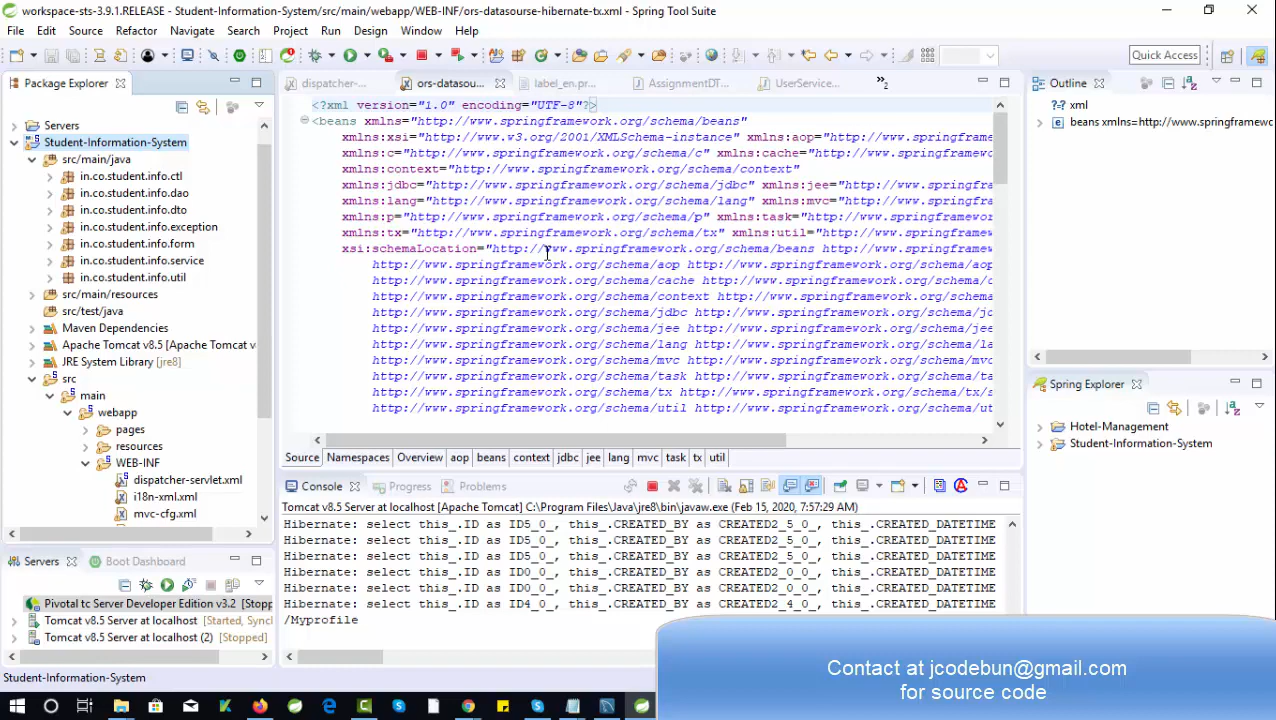 workspace-sts-3.9.1.RELEASE - Student-Information-System/src/main/webapp/WEB-INF/ors-datasourse-hibernate-tx.xml - Spring Tool Suite
File Edit Source Refactor Navigate Search Project Run Design Window Help
Quick Access
Package Explorer
Servers
Student-Information-System
src/main/java
in.co.student.info.ctl
in.co.student.info.dao
in.co.student.info.dto
in.co.student.info.exception
in.co.student.info.form
in.co.student.info.service
in.co.student.info.util
src/main/resources
src/test/java
Maven Dependencies
Apache Tomcat v8.5 [Apache Tomcat v
JRE System Library [jre8]
src
main
webapp
pages
resources
WEB-INF
dispatcher-servlet.xml
i18n-xml.xml
mvc-cfg.xml
dispatcher-... ors-datasou... label_en.pr... AssignmentDT... UserService... »2
<?xml version="1.0" encoding="UTF-8"?>
<beans xmlns="http://www.springframework.org/schema/beans"
xmlns:xsi="http://www.w3.org/2001/XMLSchema-instance" xmlns:aop="http://www.springframew
xmlns:c="http://www.springframework.org/schema/c" xmlns:cache="http://www.springframew
xmlns:context="http://www.springframework.org/schema/context"
xmlns:jdbc="http://www.springframework.org/schema/jdbc" xmlns:jee="http://www.springframew
xmlns:lang="http://www.springframework.org/schema/lang" xmlns:mvc="http://www.springframew
xmlns:p="http://www.springframework.org/schema/p" xmlns:task="http://www.springframew
xmlns:tx="http://www.springframework.org/schema/tx" xmlns:util="http://www.springframew
xsi:schemaLocation="http://www.springframework.org/schema/beans http://www.springframew
http://www.springframework.org/schema/aop http://www.springframework.org/schema/aop
http://www.springframework.org/schema/cache http://www.springframework.org/schema/c
http://www.springframework.org/schema/context http://www.springframework.org/schema
http://www.springframework.org/schema/jdbc http://www.springframework.org/schema/jd
http://www.springframework.org/schema/jee http://www.springframework.org/schema/jee
http://www.springframework.org/schema/lang http://www.springframework.org/schema/la
http://www.springframework.org/schema/mvc http://www.springframework.org/schema/mvc
http://www.springframework.org/schema/task http://www.springframework.org/schema/ta
http://www.springframework.org/schema/tx http://www.springframework.org/schema/tx/s
http://www.springframework.org/schema/util http://www.springframework.org/schema/ut
Source Namespaces Overview aop beans context jdbc jee lang mvc task tx util
Outline
xml
beans xmlns=http://www.springframewc
Spring Explorer
Hotel-Management
Student-Information-System
Console Progress Problems
Tomcat v8.5 Server at localhost [Apache Tomcat] C:\Program Files\Java\jre8\bin\javaw.exe (Feb 15, 2020, 7:57:29 AM)
Hibernate: select this_.ID as ID5_0_, this_.CREATED_BY as CREATED2_5_0_, this_.CREATED_DATETIME
Hibernate: select this_.ID as ID5_0_, this_.CREATED_BY as CREATED2_5_0_, this_.CREATED_DATETIME
Hibernate: select this_.ID as ID5_0_, this_.CREATED_BY as CREATED2_5_0_, this_.CREATED_DATETIME
Hibernate: select this_.ID as ID0_0_, this_.CREATED_BY as CREATED2_0_0_, this_.CREATED_DATETIME
Hibernate: select this_.ID as ID0_0_, this_.CREATED_BY as CREATED2_0_0_, this_.CREATED_DATETIME
Hibernate: select this_.ID as ID4_0_, this_.CREATED_BY as CREATED2_4_0_, this_.CREATED_DATETIME
/Myprofile
Servers Boot Dashboard
Pivotal tc Server Developer Edition v3.2 [Stopp
Tomcat v8.5 Server at localhost [Started, Syncl
Tomcat v8.5 Server at localhost (2) [Stopped]
Student-Information-System
Contact at jcodebun@gmail.com
for source code